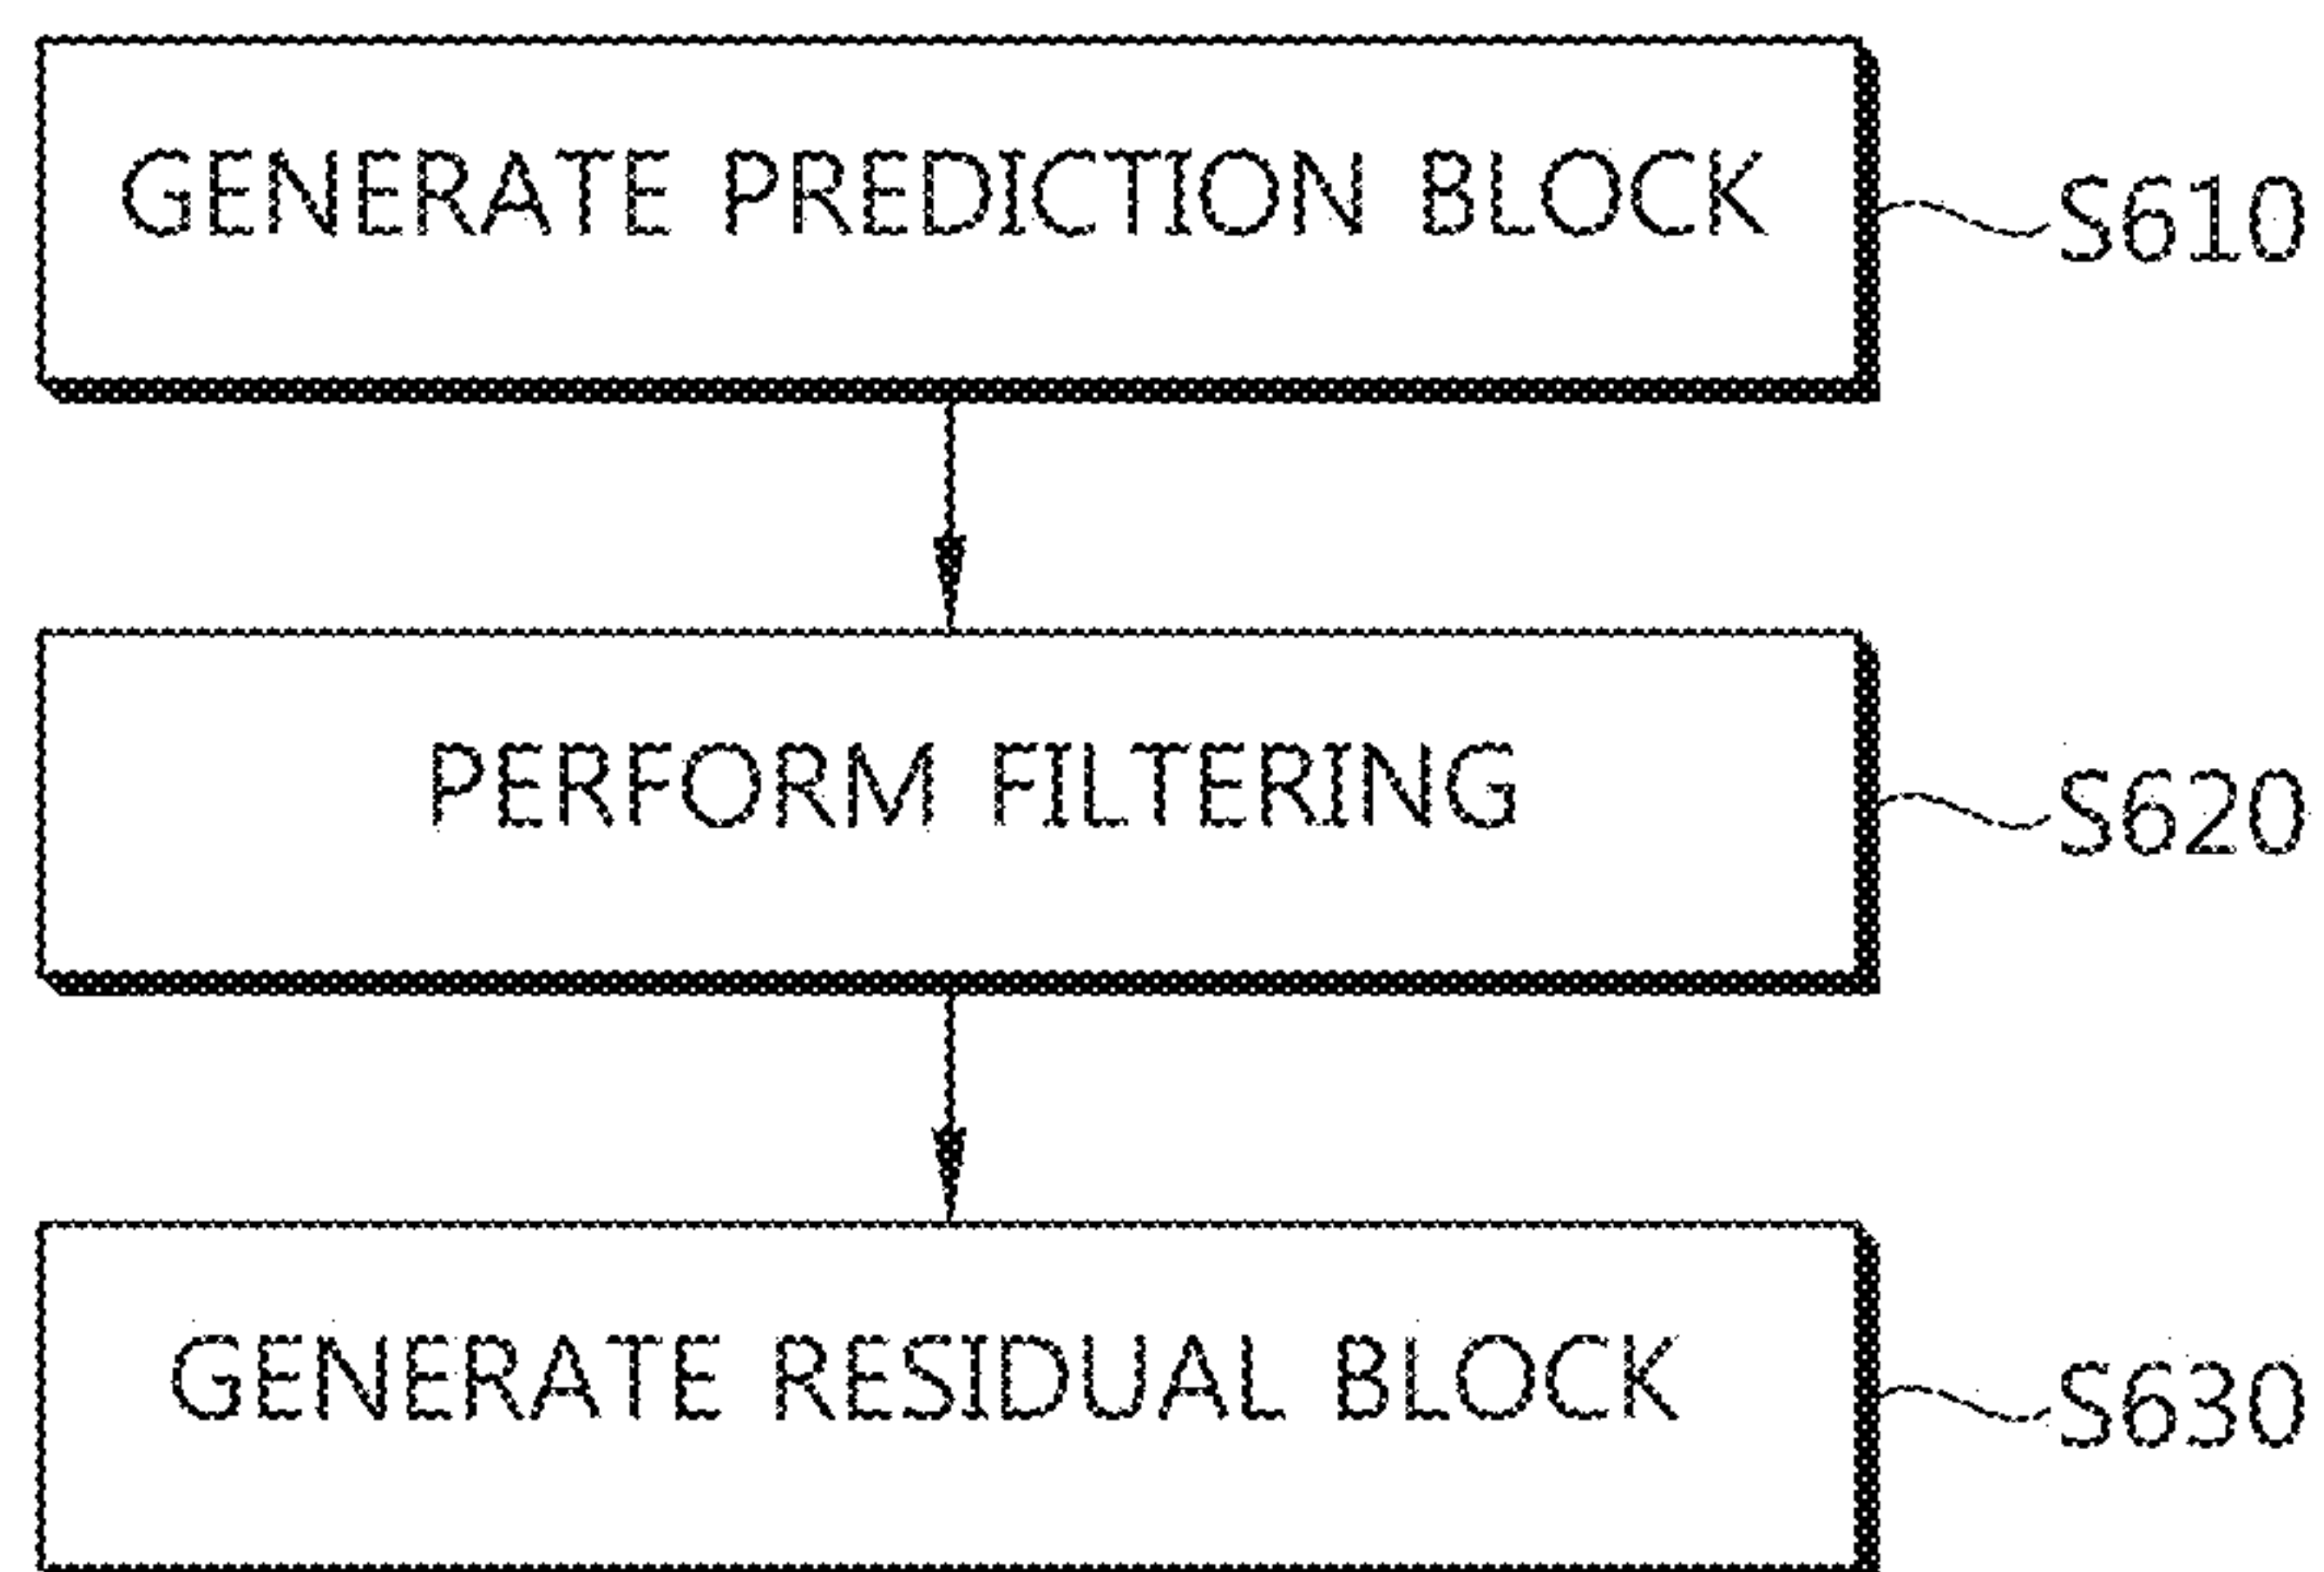 GENERATE PREDICTION BLOCK
S610
PERFORM FILTERING
S620
GENERATE RESIDUAL BLOCK
S630